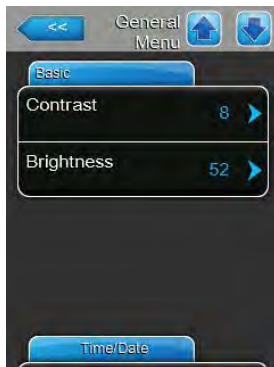 <<
General
Menu
Basic
Contrast
8
Brightness
52
Time/Date